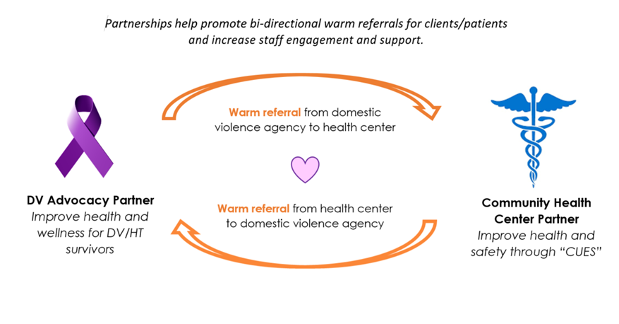 Partnerships help promote bi-directional warm referrals for clients/patients
and increase staff engagement and support.
Warm referral from domestic
violence agency to health center
DV Advocacy Partner
Improve health and
wellness for DV/HT
survivors
Warm referral from health center
to domestic violence agency
Community Health
Center Partner
Improve health and
safety through “CUES”